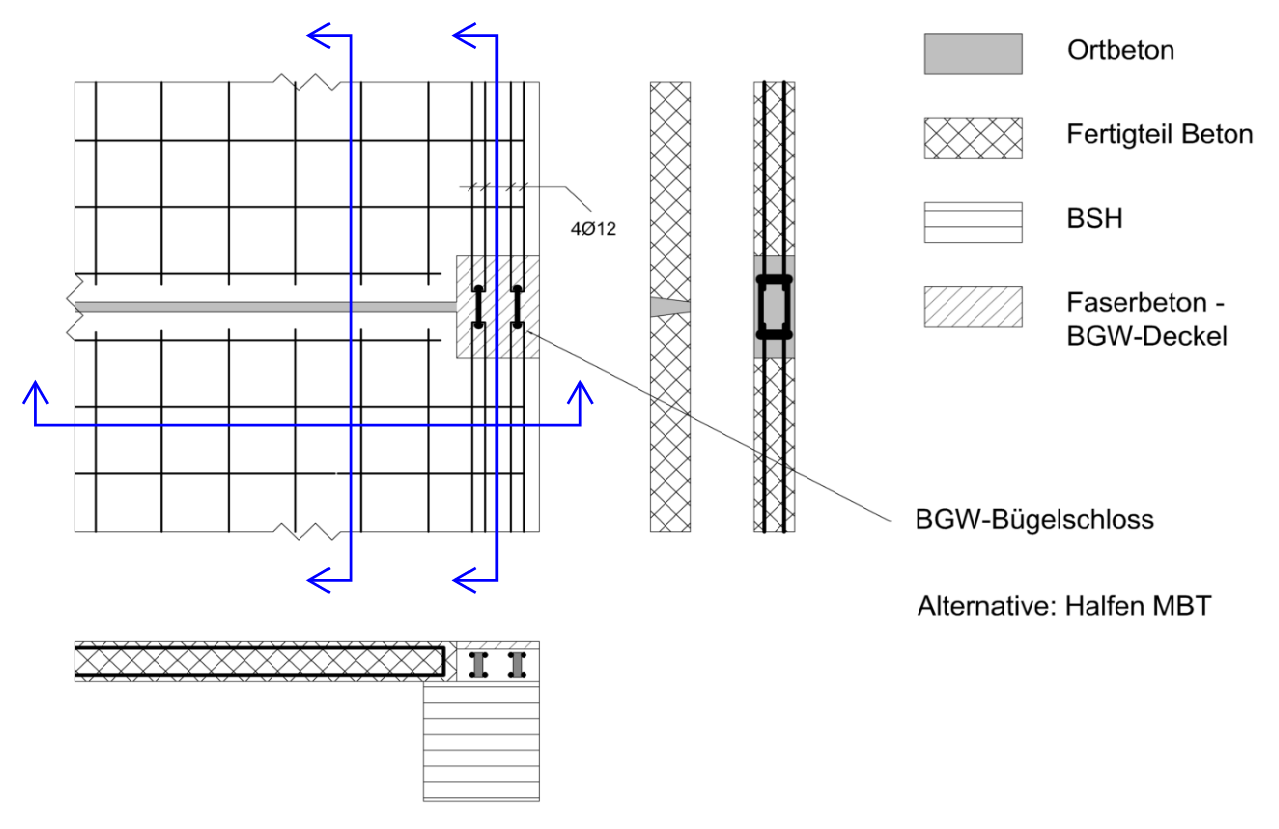 Ortbeton
Fertigteil Beton
4Ø12
BSH
Faserbeton -
BGW-Deckel
BGW-Bügelschloss
Alternative: Halfen MBT